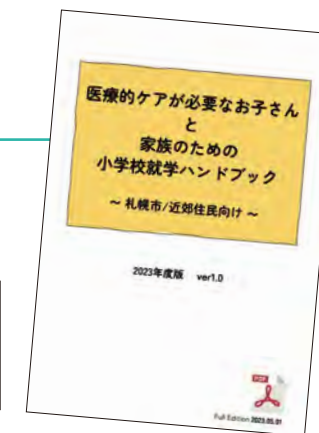 医療的ケアが必要なお子さん
と
家族のための
小学校就学ハンドブック
~ 札幌市/近郊住民向け ~
2023年度版 ver1.0
PDF
Full Edition 2023.05.01